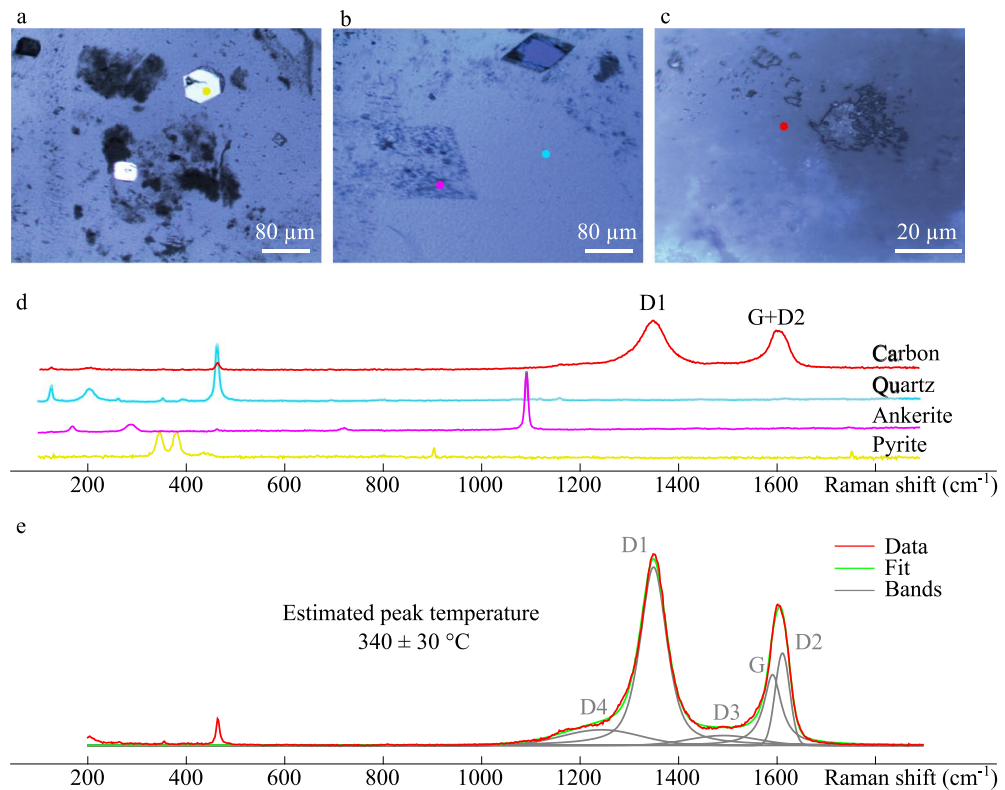 a
b
c
80 µm
80 µm
20 µm
d
D1
G+D2
Carbon
Quartz
Ankerite
Pyrite
200 400 600 800 1000 1200 1400 1600 Raman shift (cm⁻¹)
e
D1
Data
Fit
Bands
Estimated peak temperature
340 ± 30 °C
D2
G
D4
D3
200 400 600 800 1000 1200 1400 1600 Raman shift (cm⁻¹)